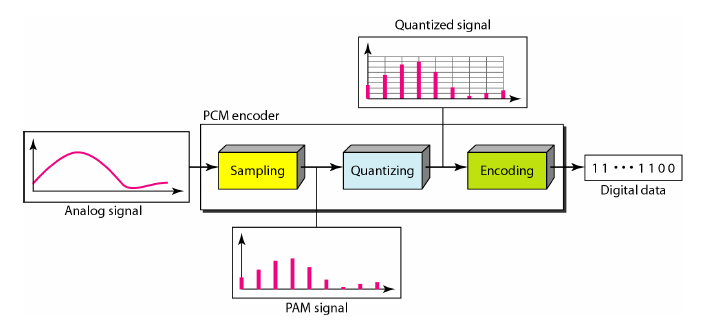 Quantized signal
PCM encoder
Sampling
Quantizing
Encoding
11 ••• 1100
Digital data
Analog signal
PAM signal